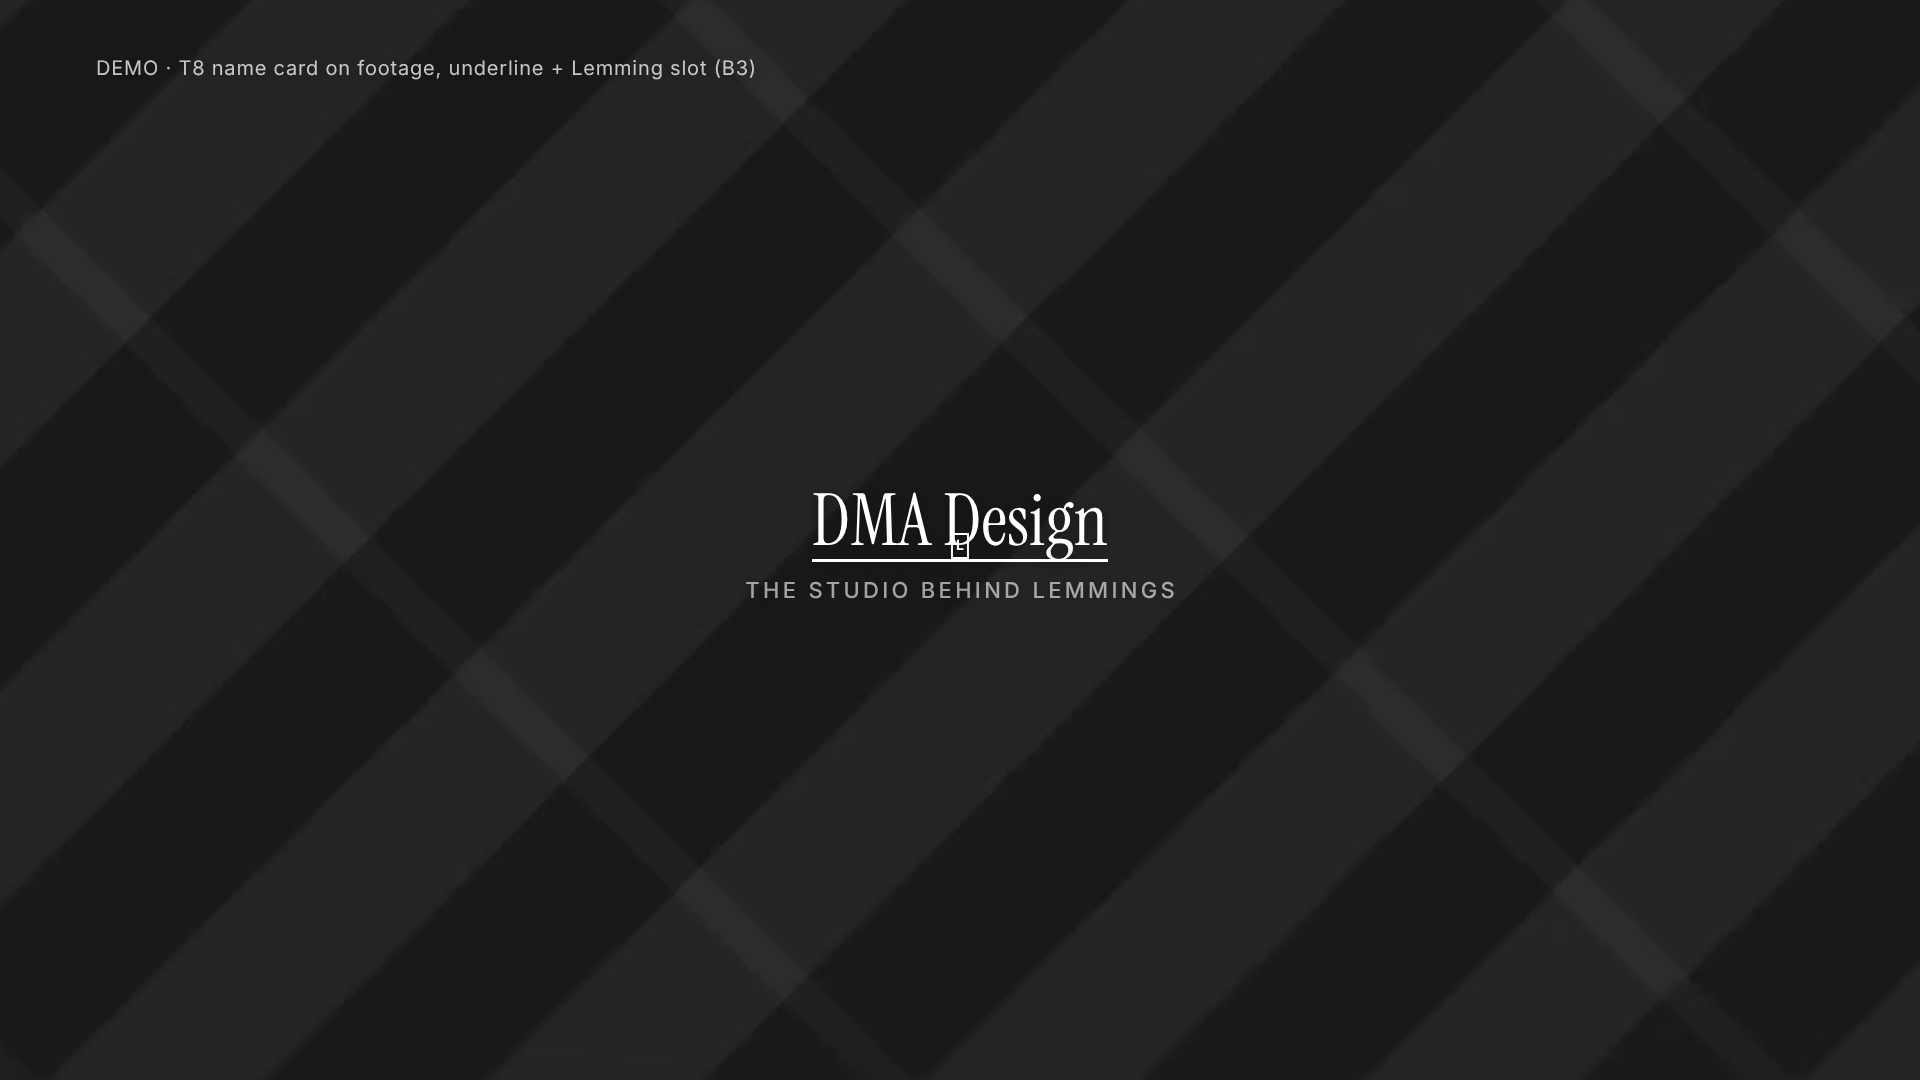 DEMO · T8 name card on footage, underline + Lemming slot (B3)
DMA Design
L
THE STUDIO BEHIND LEMMINGS